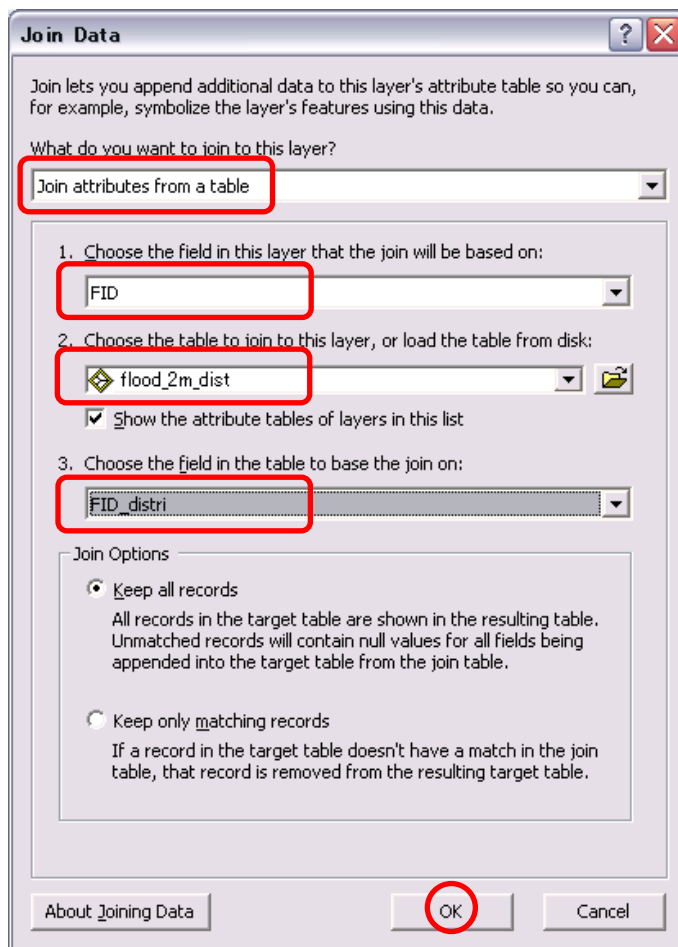 Join Data
Join lets you append additional data to this layer's attribute table so you can,
for example, symbolize the layer's features using this data.
What do you want to join to this layer?
Join attributes from a table
1. Choose the field in this layer that the join will be based on:
FID
2. Choose the table to join to this layer, or load the table from disk:
flood_2m_dist
Show the attribute tables of layers in this list
3. Choose the field in the table to base the join on:
FID_distri
Join Options
Keep all records
All records in the target table are shown in the resulting table.
Unmatched records will contain null values for all fields being
appended into the target table from the join table.
Keep only matching records
If a record in the target table doesn't have a match in the join
table, that record is removed from the resulting target table.
About Joining Data
OK
Cancel